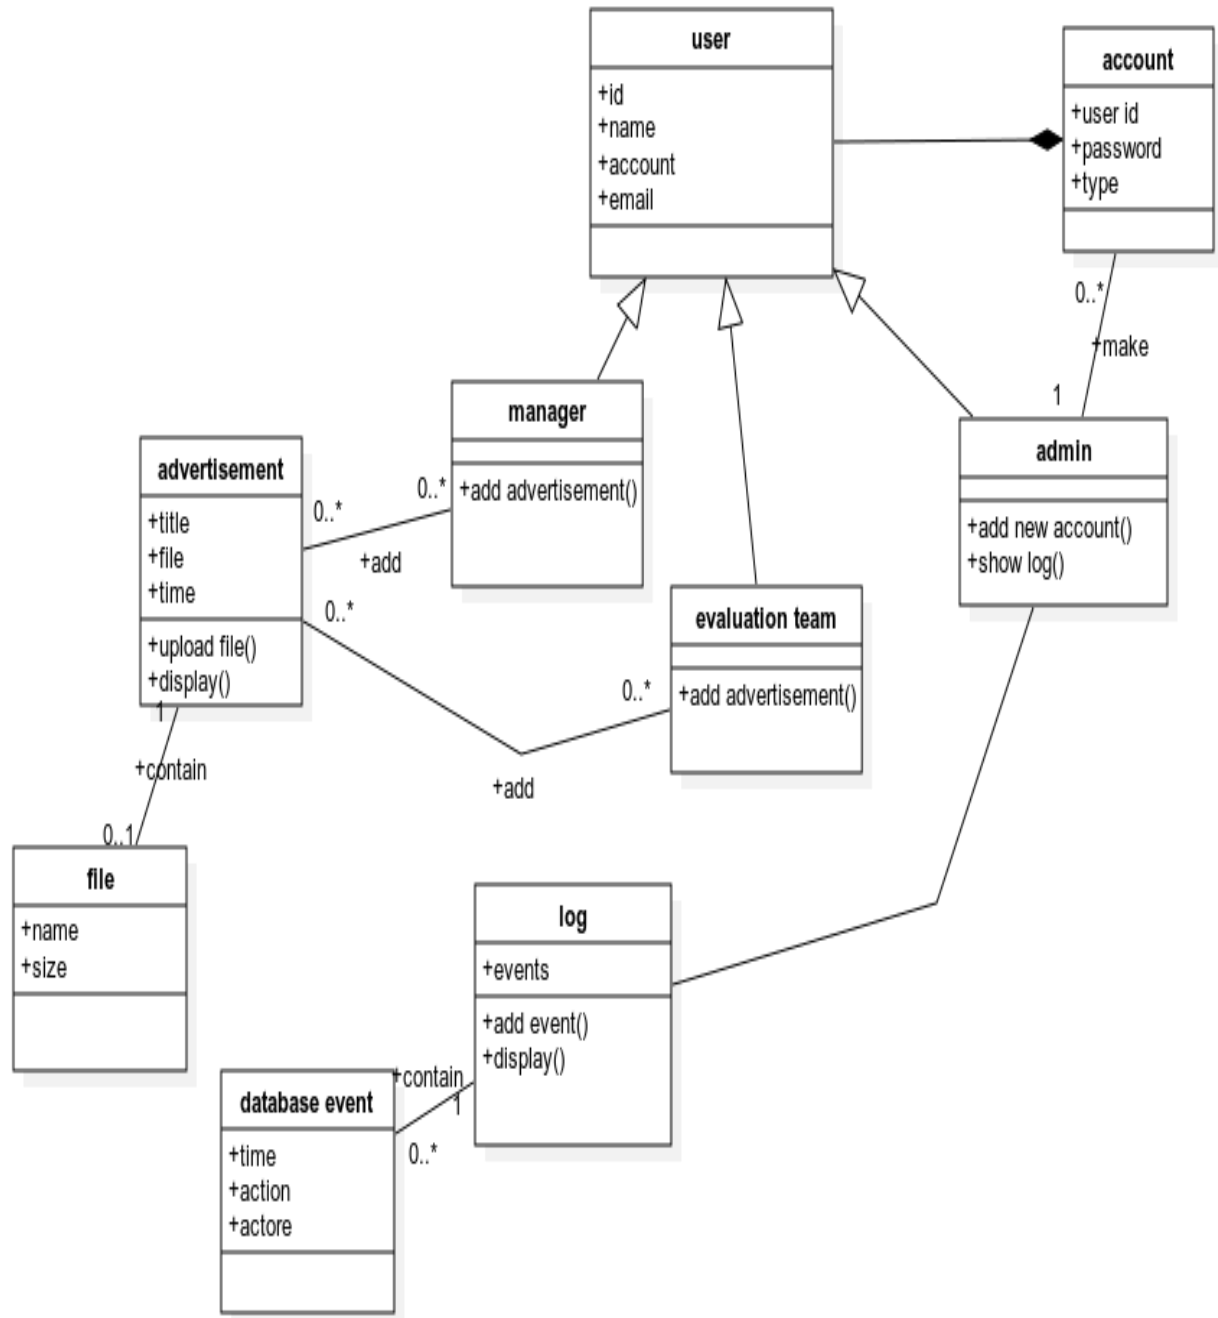 user
+id
+name
+account
+email
account
+user id
+password
+type
0..*
+make
1
manager
+add advertisement()
admin
+add new account()
+show log()
advertisement
+title
+file
+time
+upload file()
+display()
0..*
0..*
+add
0..*
evaluation team
+add advertisement()
0..*
+add
1
+contain
0..1
file
+name
+size
log
+events
+add event()
+display()
+contain
1
0..*
database event
+time
+action
+actore